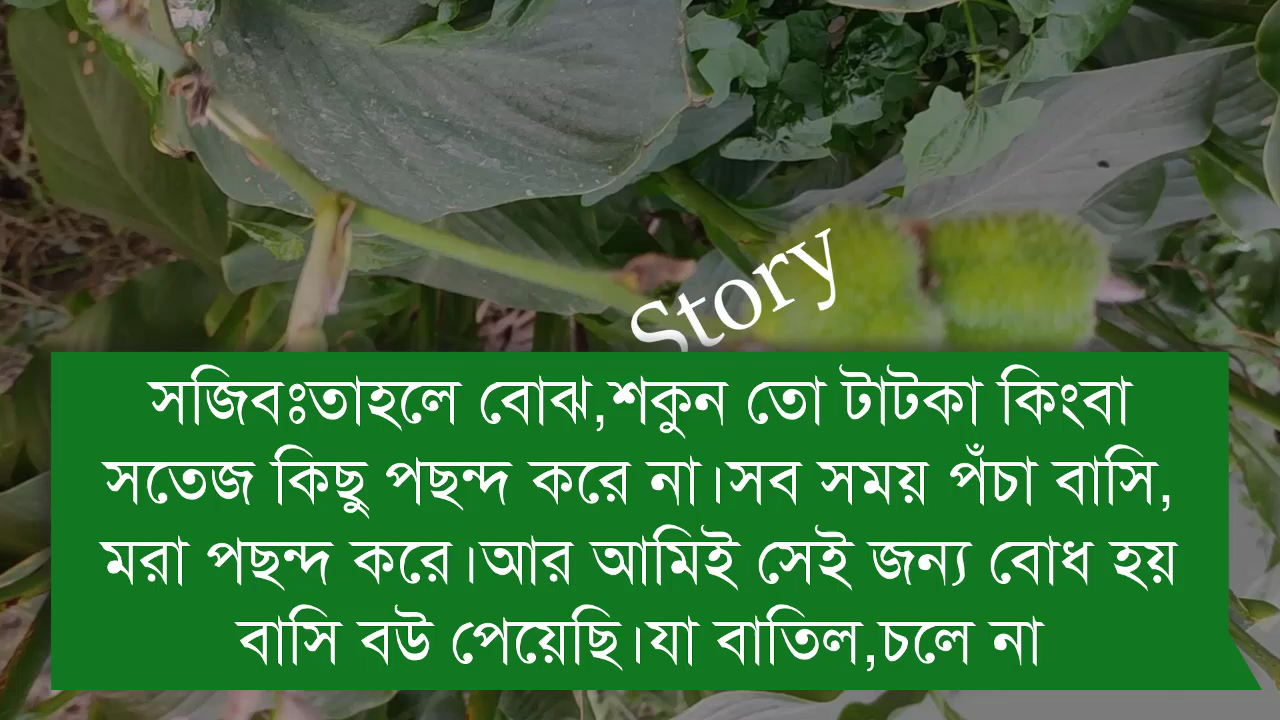 Story
সজিবঃতাহলে বোঝ,শকুন তো টাটকা কিংবা
সতেজ কিছু পছন্দ করে না।সব সময় পঁচা বাসি,
মরা পছন্দ করে।আর আমিই সেই জন্য বোধ হয়
বাসি বউ পেয়েছি।যা বাতিল,চলে না